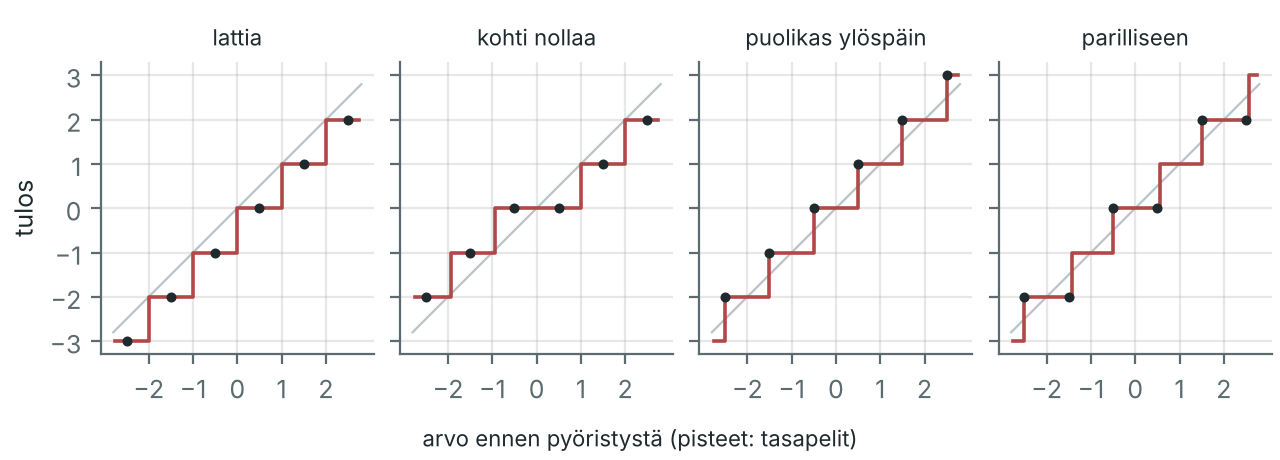 lattia
kohti nollaa
puolikas ylöspäin
parilliseen
tulos
3
2
1
0
−1
−2
−3
−2 −1 0 1 2
−2 −1 0 1 2
−2 −1 0 1 2
−2 −1 0 1 2
arvo ennen pyöristystä (pisteet: tasapelit)